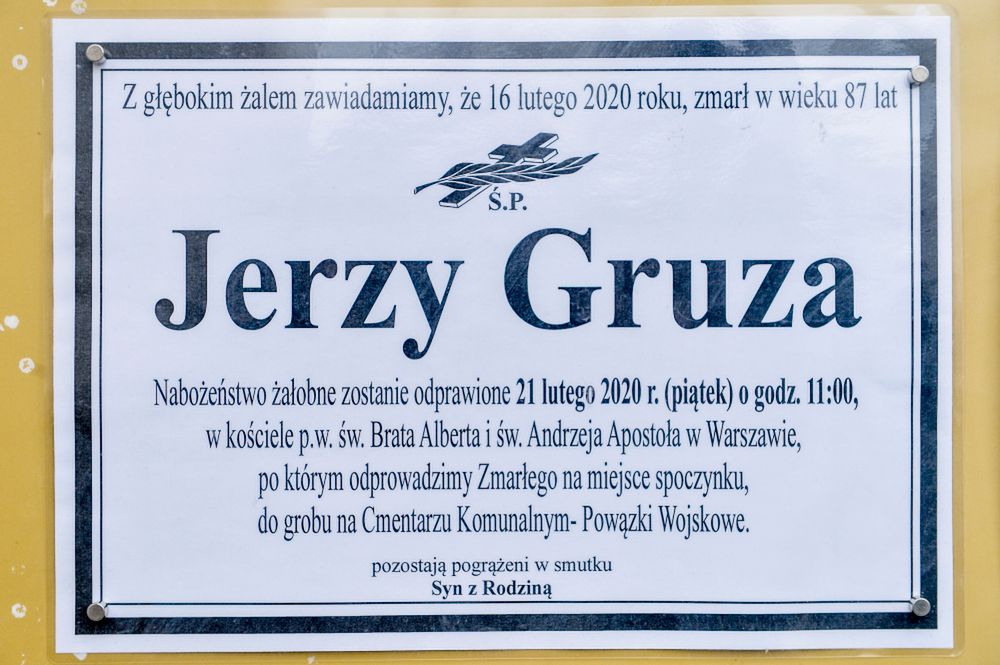 Z głębokim żalem zawiadamiamy, że 16 lutego 2020 roku, zmarł w wieku 87 lat
Ś.P.
Jerzy Gruza
Nabożeństwo żałobne zostanie odprawione 21 lutego 2020 r. (piątek) o godz. 11:00,
w kościele p.w. św. Brata Alberta i św. Andrzeja Apostoła w Warszawie,
po którym odprowadzimy Zmarłego na miejsce spoczynku,
do grobu na Cmentarzu Komunalnym- Powązki Wojskowe.
pozostają pogrążeni w smutku
Syn z Rodziną